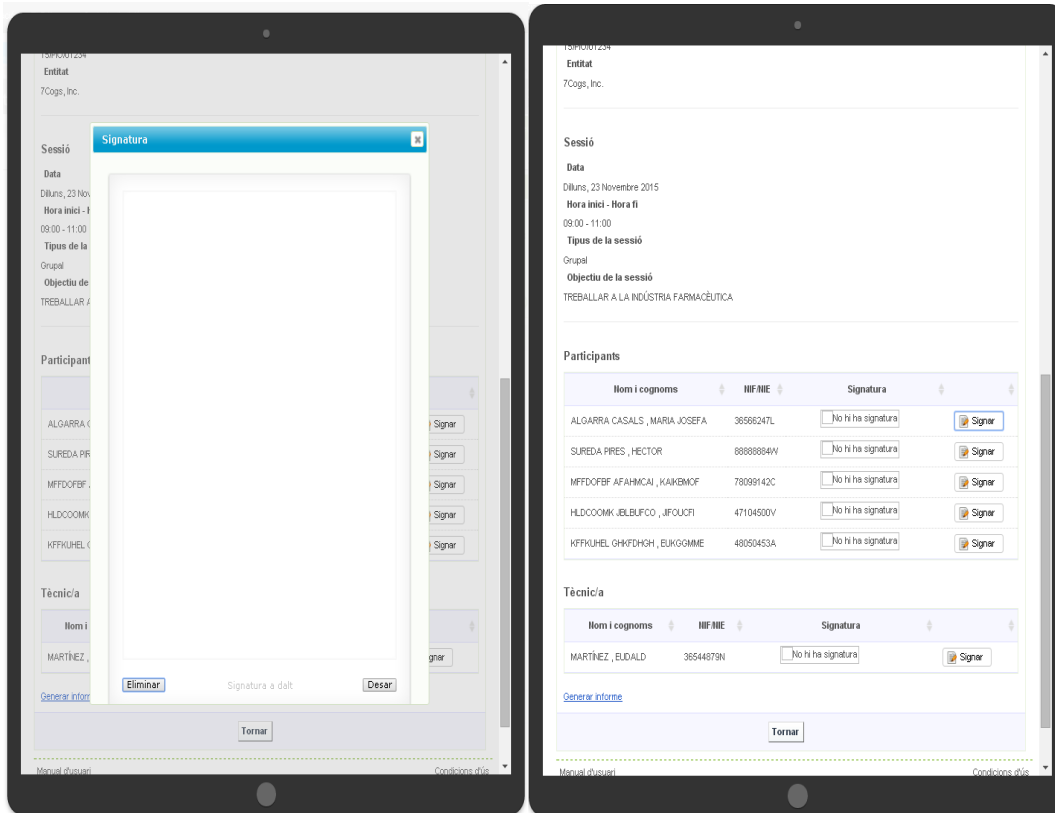 Entitat
7Cogs, Inc.
Signatura
Sessió
Data
Dilluns, 23 Nov
Hora inici - H
09:00 - 11:00
Tipus de la
Grupal
Objectiu de
TREBALLAR A
Participant
ALGARRA C Signar
SUREDA PIR Signar
MFFDOFBF Signar
HLDCOOMK Signar
KFFKUHEL G Signar
Tècnic/a
Nom i
MARTÍNEZ , gnar
Eliminar Signatura a dalt Desar
Generar inform
Tornar
Manual d'usuari Condicions d'ús
15/PIO/01234
Entitat
7Cogs, Inc.
Sessió
Data
Dilluns, 23 Novembre 2015
Hora inici - Hora fi
09:00 - 11:00
Tipus de la sessió
Grupal
Objectiu de la sessió
TREBALLAR A LA INDÚSTRIA FARMACÈUTICA
Participants
Nom i cognoms NIF/NIE Signatura
ALGARRA CASALS , MARIA JOSEFA 36566247L No hi ha signatura Signar
SUREDA PIRES , HECTOR 88888884W No hi ha signatura Signar
MFFDOFBF AFAHMCAI , KAIKBMOF 78099142C No hi ha signatura Signar
HLDCOOMK JBLBUFCO , JIFOUCFI 47104500V No hi ha signatura Signar
KFFKUHEL GHKFDHGH , EUKGGMME 48050453A No hi ha signatura Signar
Tècnic/a
Nom i cognoms NIF/NIE Signatura
MARTÍNEZ , EUDALD 36544879N No hi ha signatura Signar
Generar informe
Tornar
Manual d'usuari Condicions d'ús